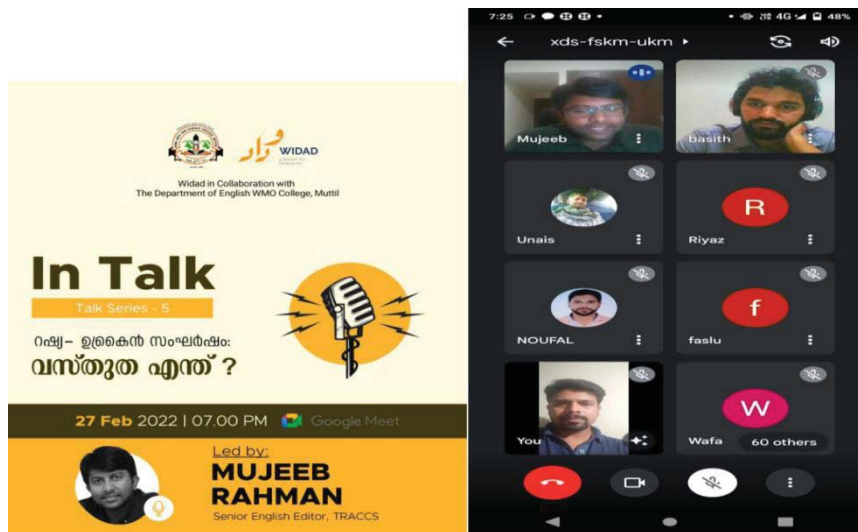 WIDAD
Widad in Collaboration with
The Department of English WMO College, Muttil
In Talk
Talk Series - 5
റഷ്യ- ഉക്രൈൻ സംഘർഷം:
വസ്തുത എന്ത് ?
27 Feb 2022 | 07.00 PM Google Meet
Led by:
MUJEEB
RAHMAN
Senior English Editor, TRACCS
7:25 4G 48%
xds-fskm-ukm
Mujeeb
basith
Unais
R
Riyaz
NOUFAL
f
faslu
You
W
Wafa
60 others